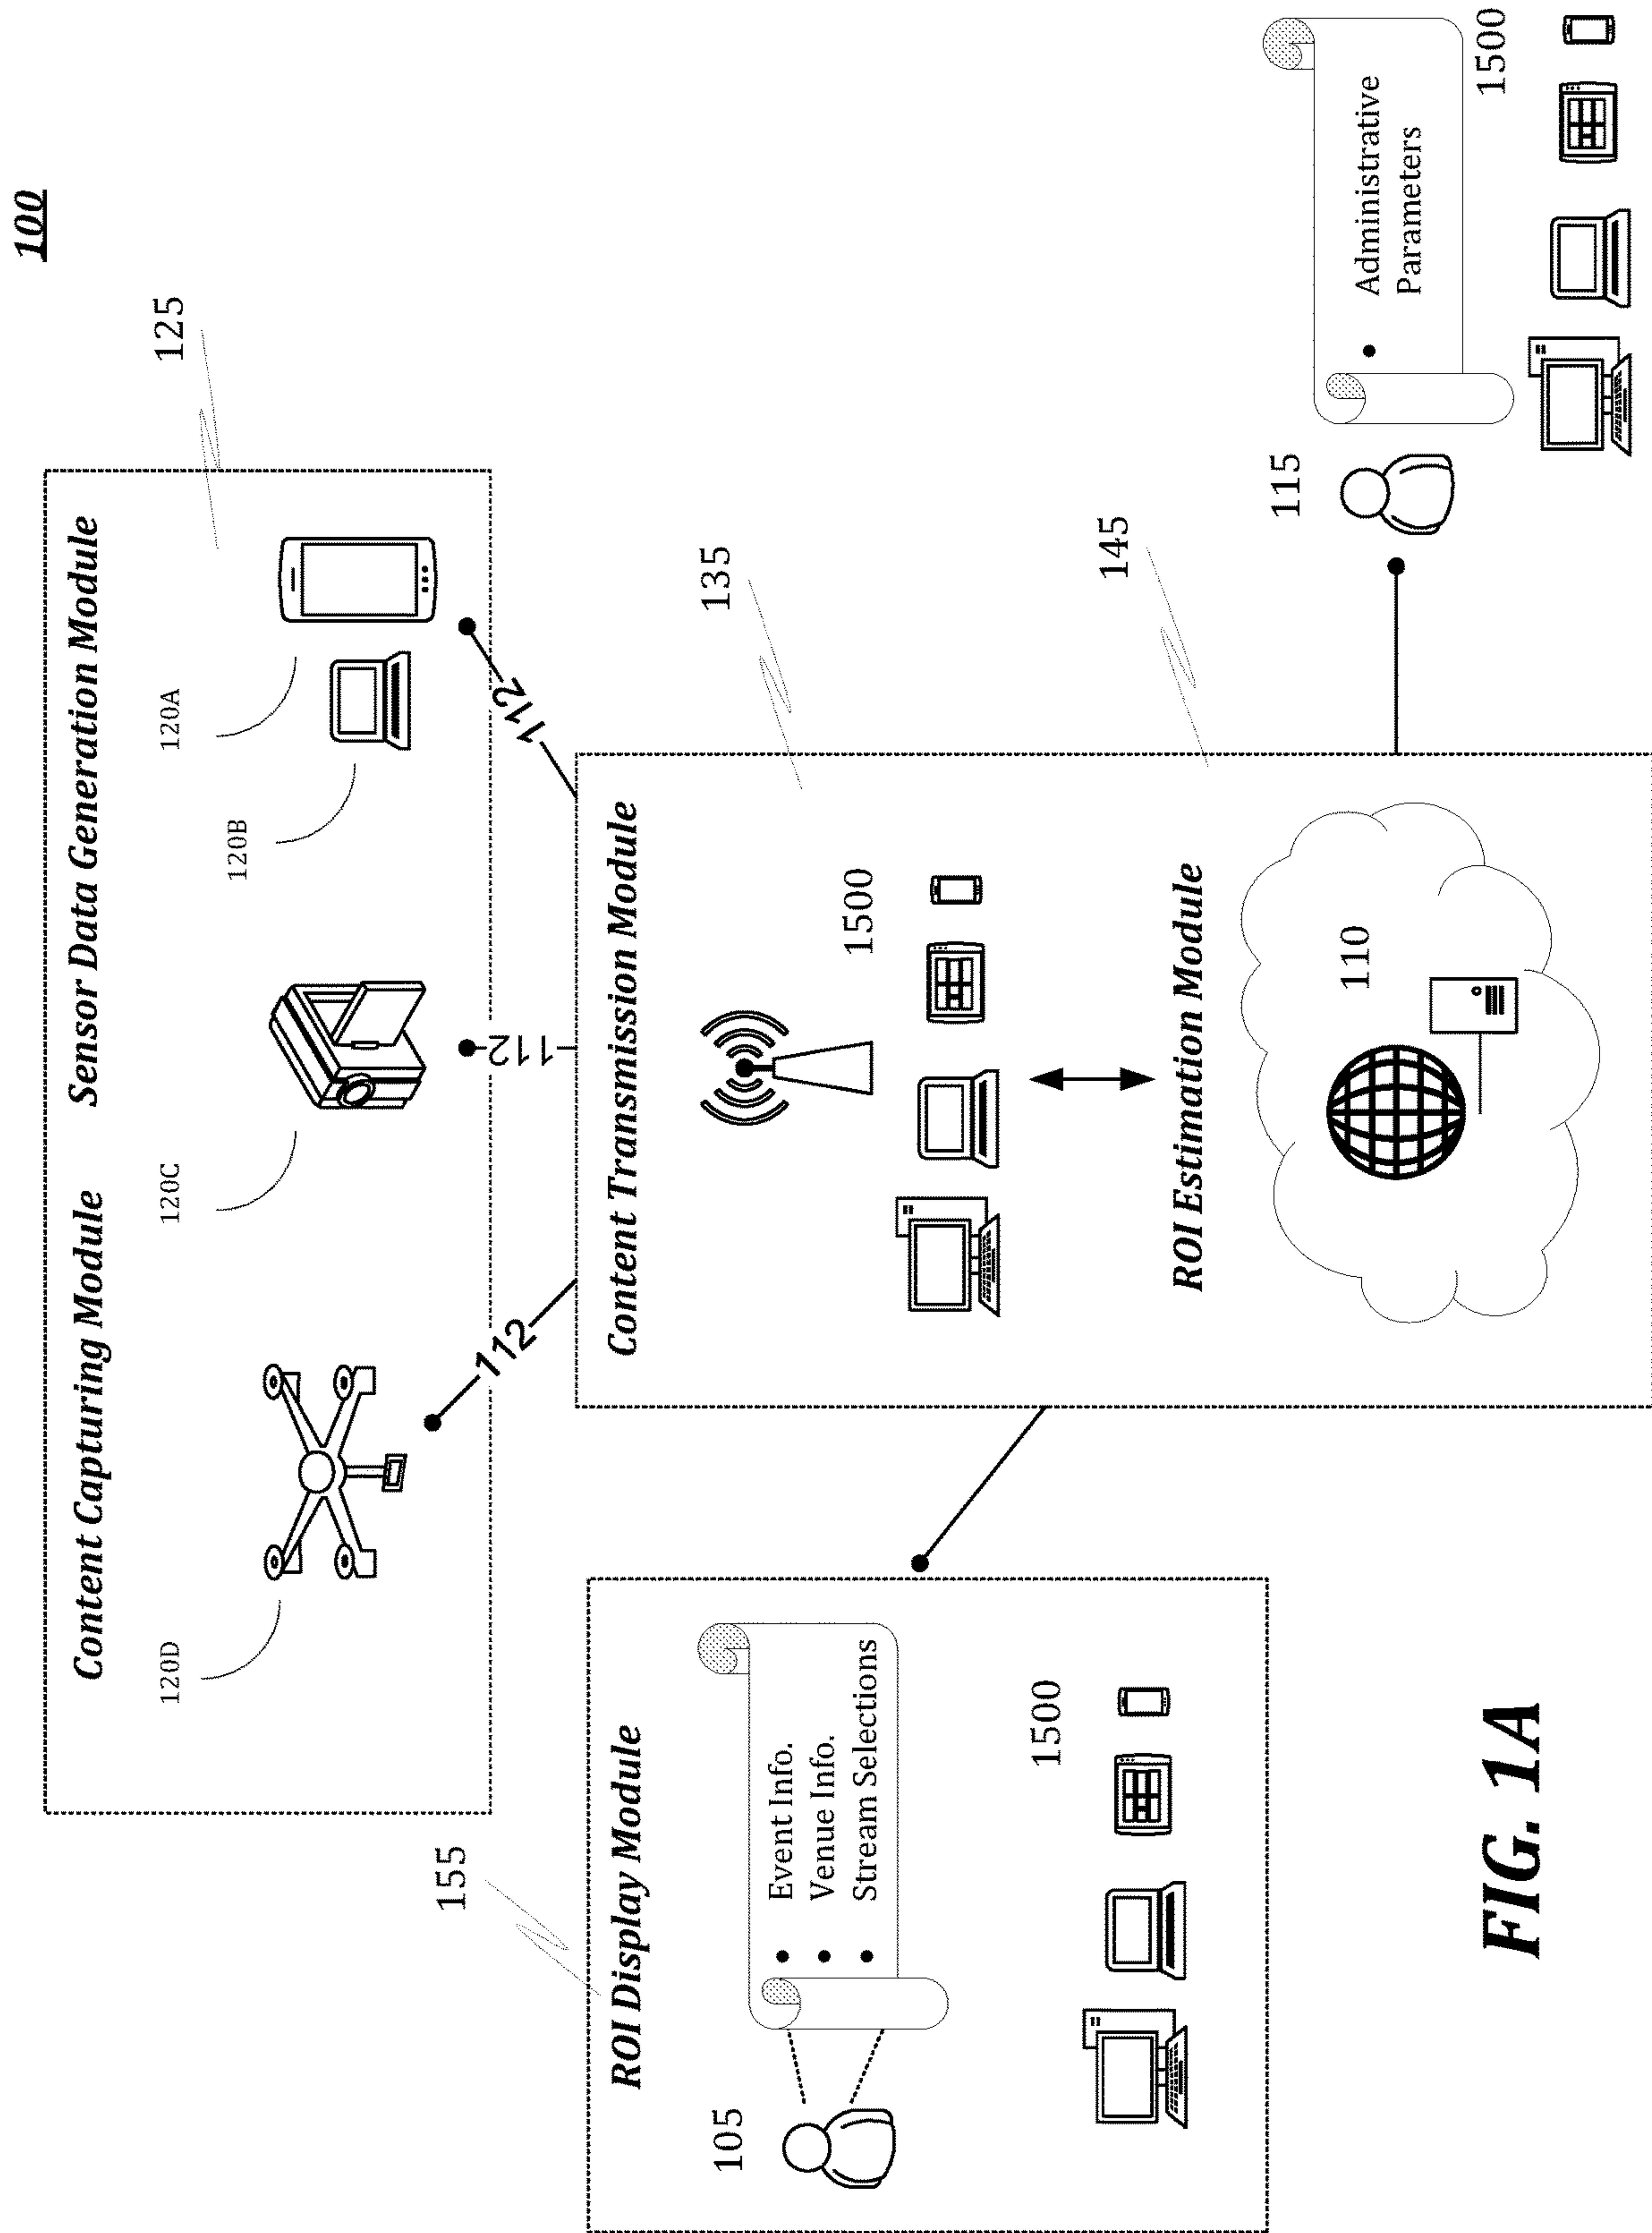 100
Content Capturing Module
Sensor Data Generation Module
125
120D
120C
120B
120A
112
112
112
155
ROI Display Module
105
Event Info.
Venue Info.
Stream Selections
1500
Content Transmission Module
135
1500
145
ROI Estimation Module
110
115
Administrative
Parameters
1500
FIG. 1A